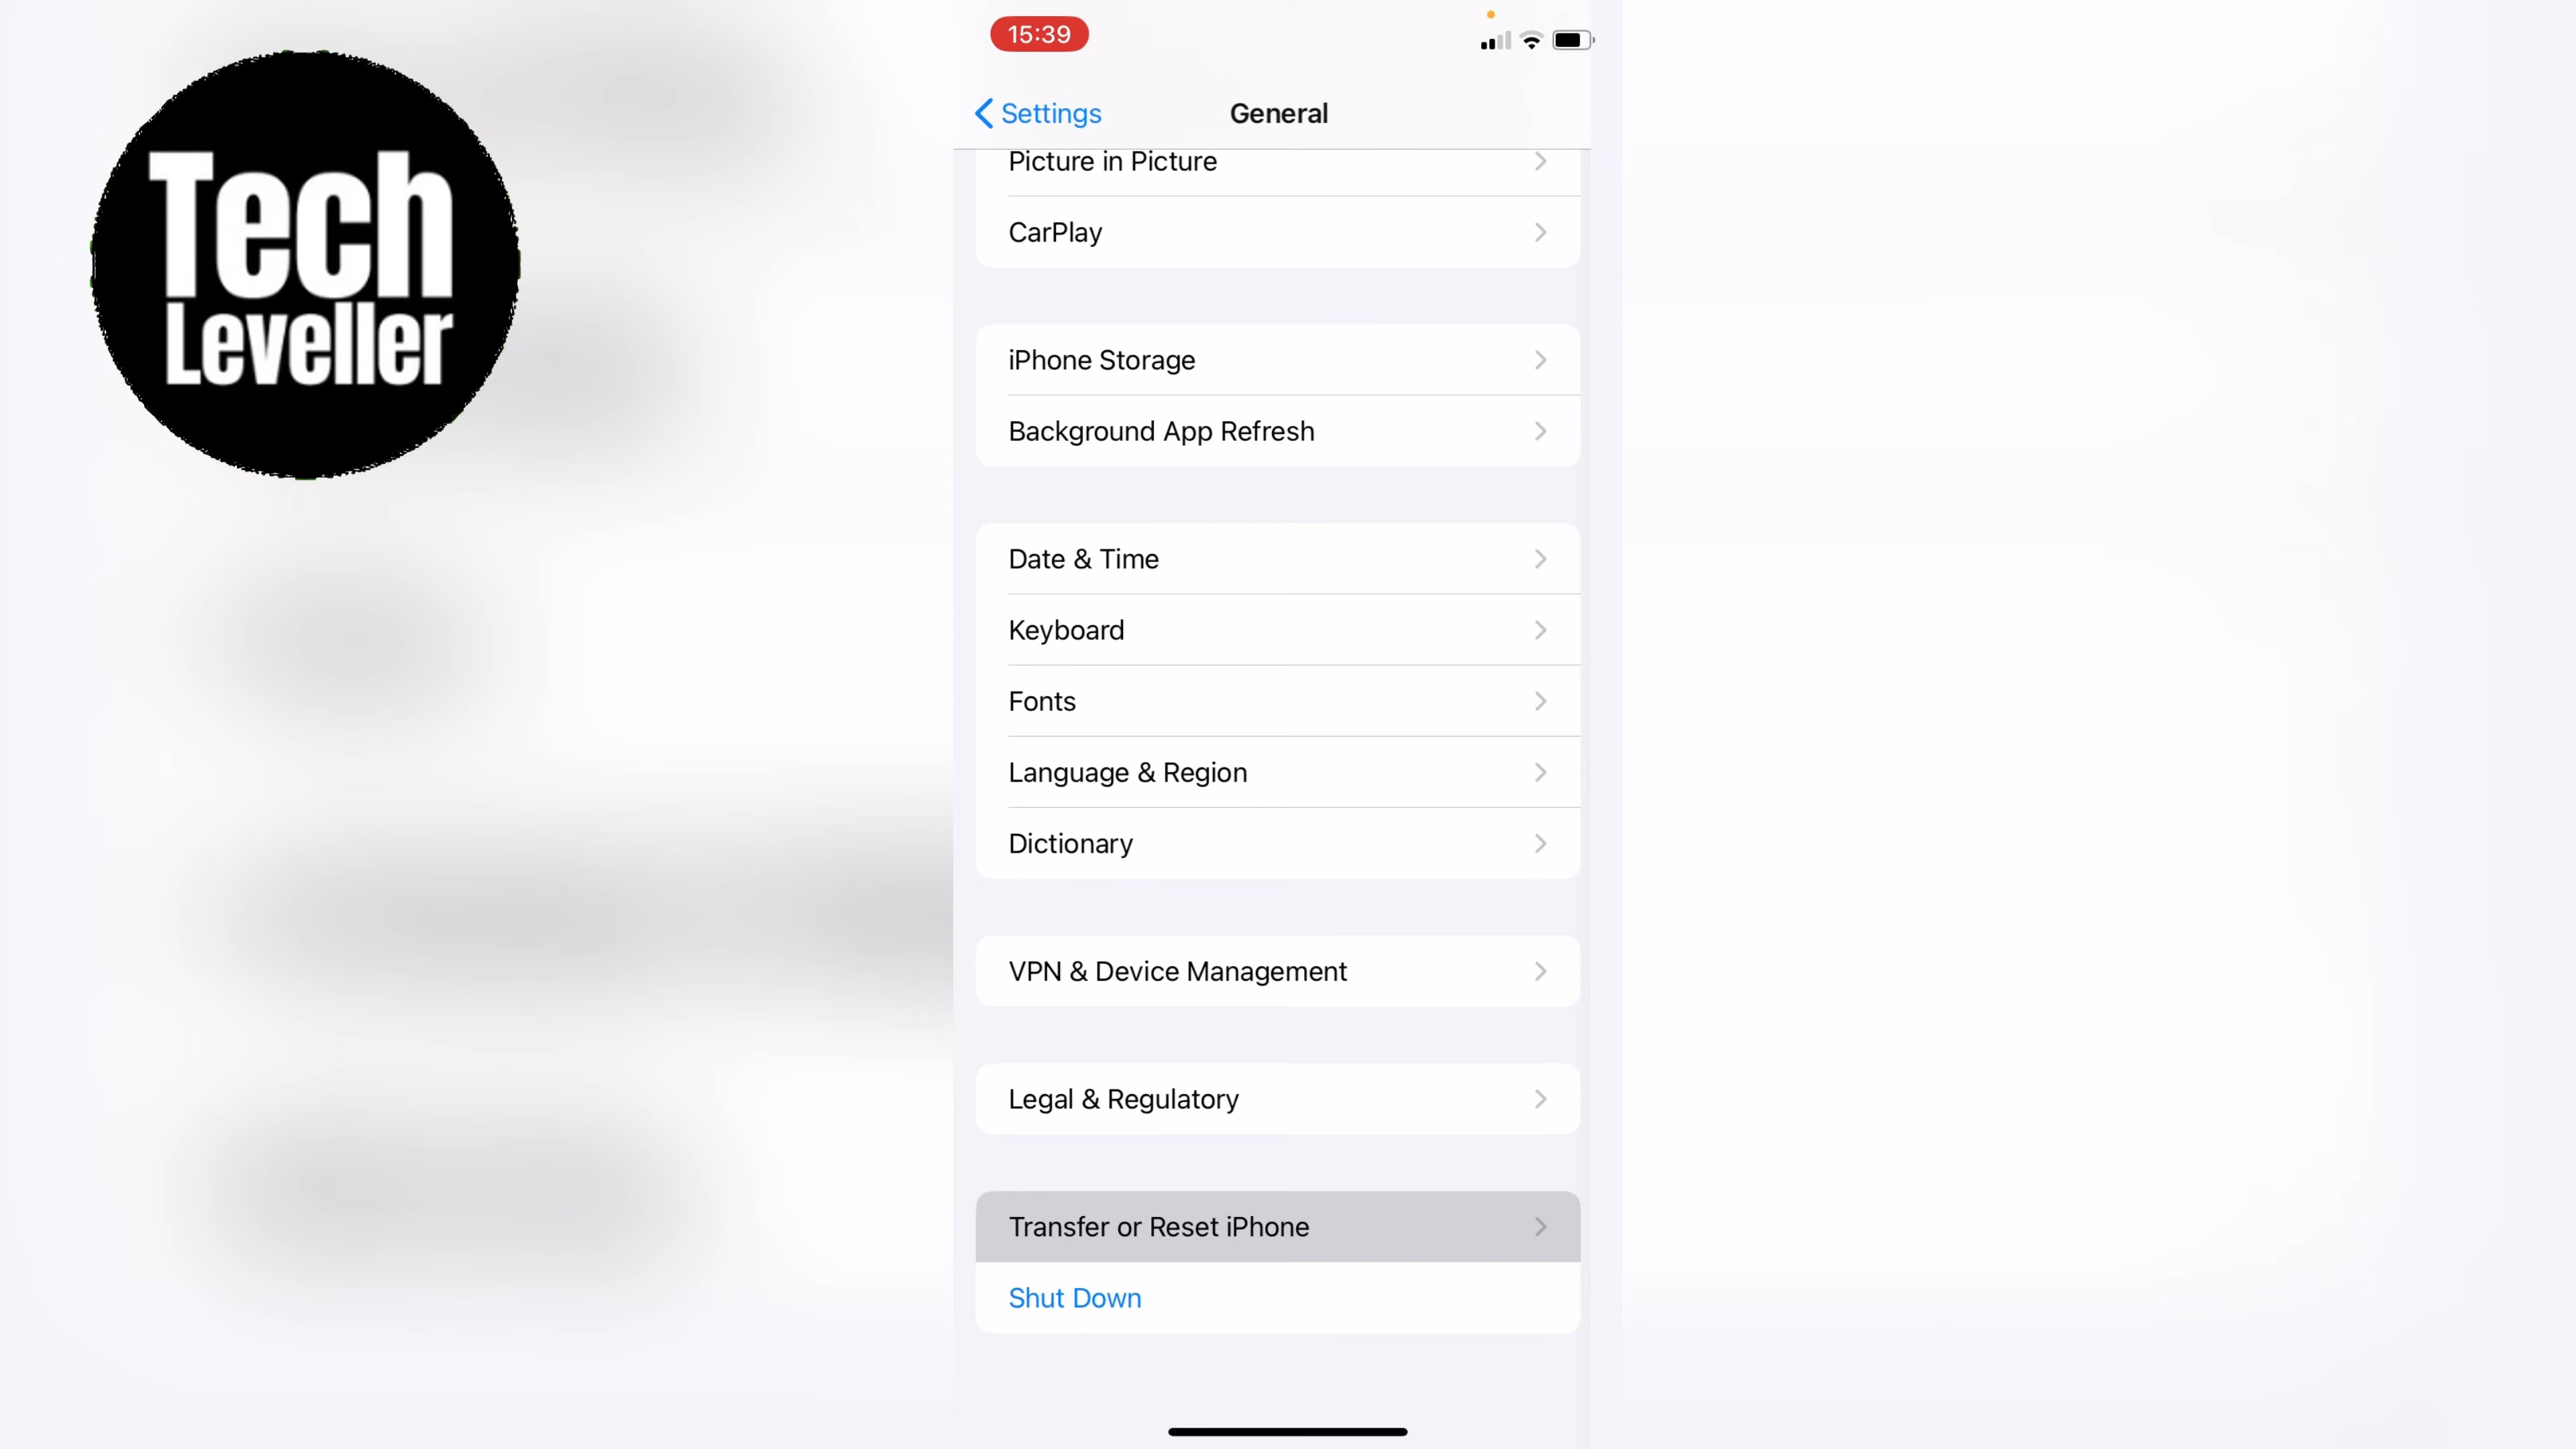 Tech
Leveller
15:39
Settings
General
Picture in Picture
CarPlay
iPhone Storage
Background App Refresh
Date & Time
Keyboard
Fonts
Language & Region
Dictionary
VPN & Device Management
Legal & Regulatory
Transfer or Reset iPhone
Shut Down